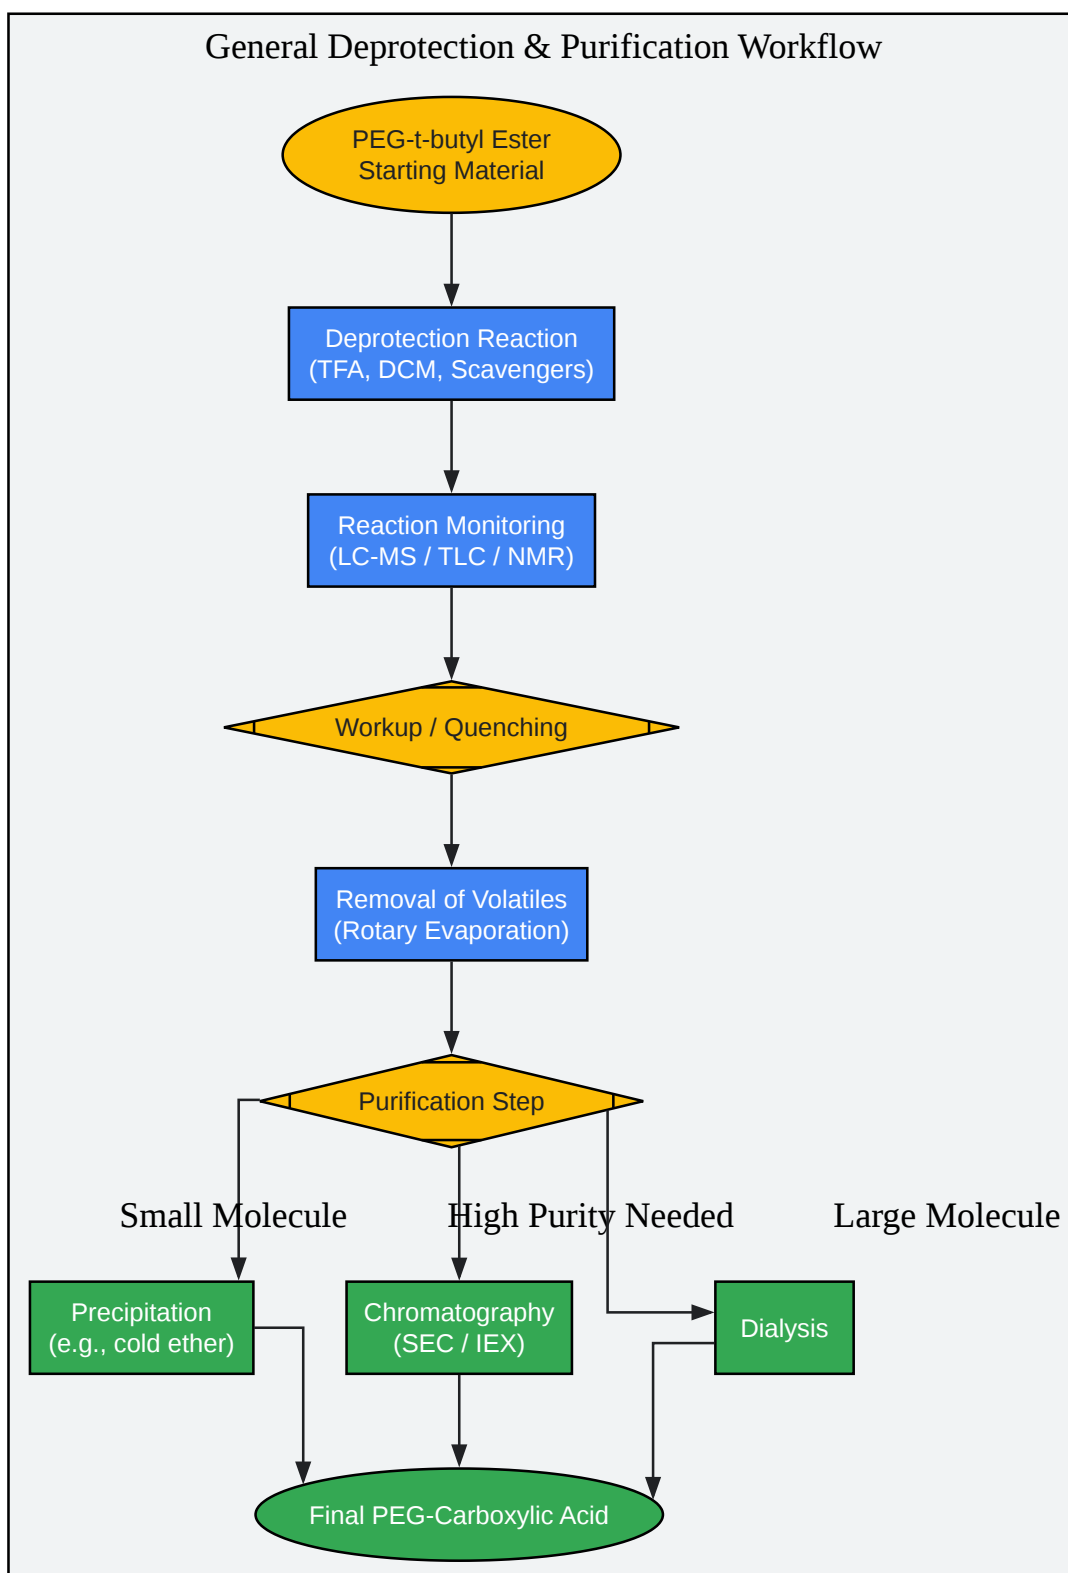 General Deprotection & Purification Workflow
PEG-t-butyl Ester
Starting Material
Deprotection Reaction
(TFA, DCM, Scavengers)
Reaction Monitoring
(LC-MS / TLC / NMR)
Workup / Quenching
Removal of Volatiles
(Rotary Evaporation)
Purification Step
Small Molecule
High Purity Needed
Large Molecule
Precipitation
(e.g., cold ether)
Chromatography
(SEC / IEX)
Dialysis
Final PEG-Carboxylic Acid